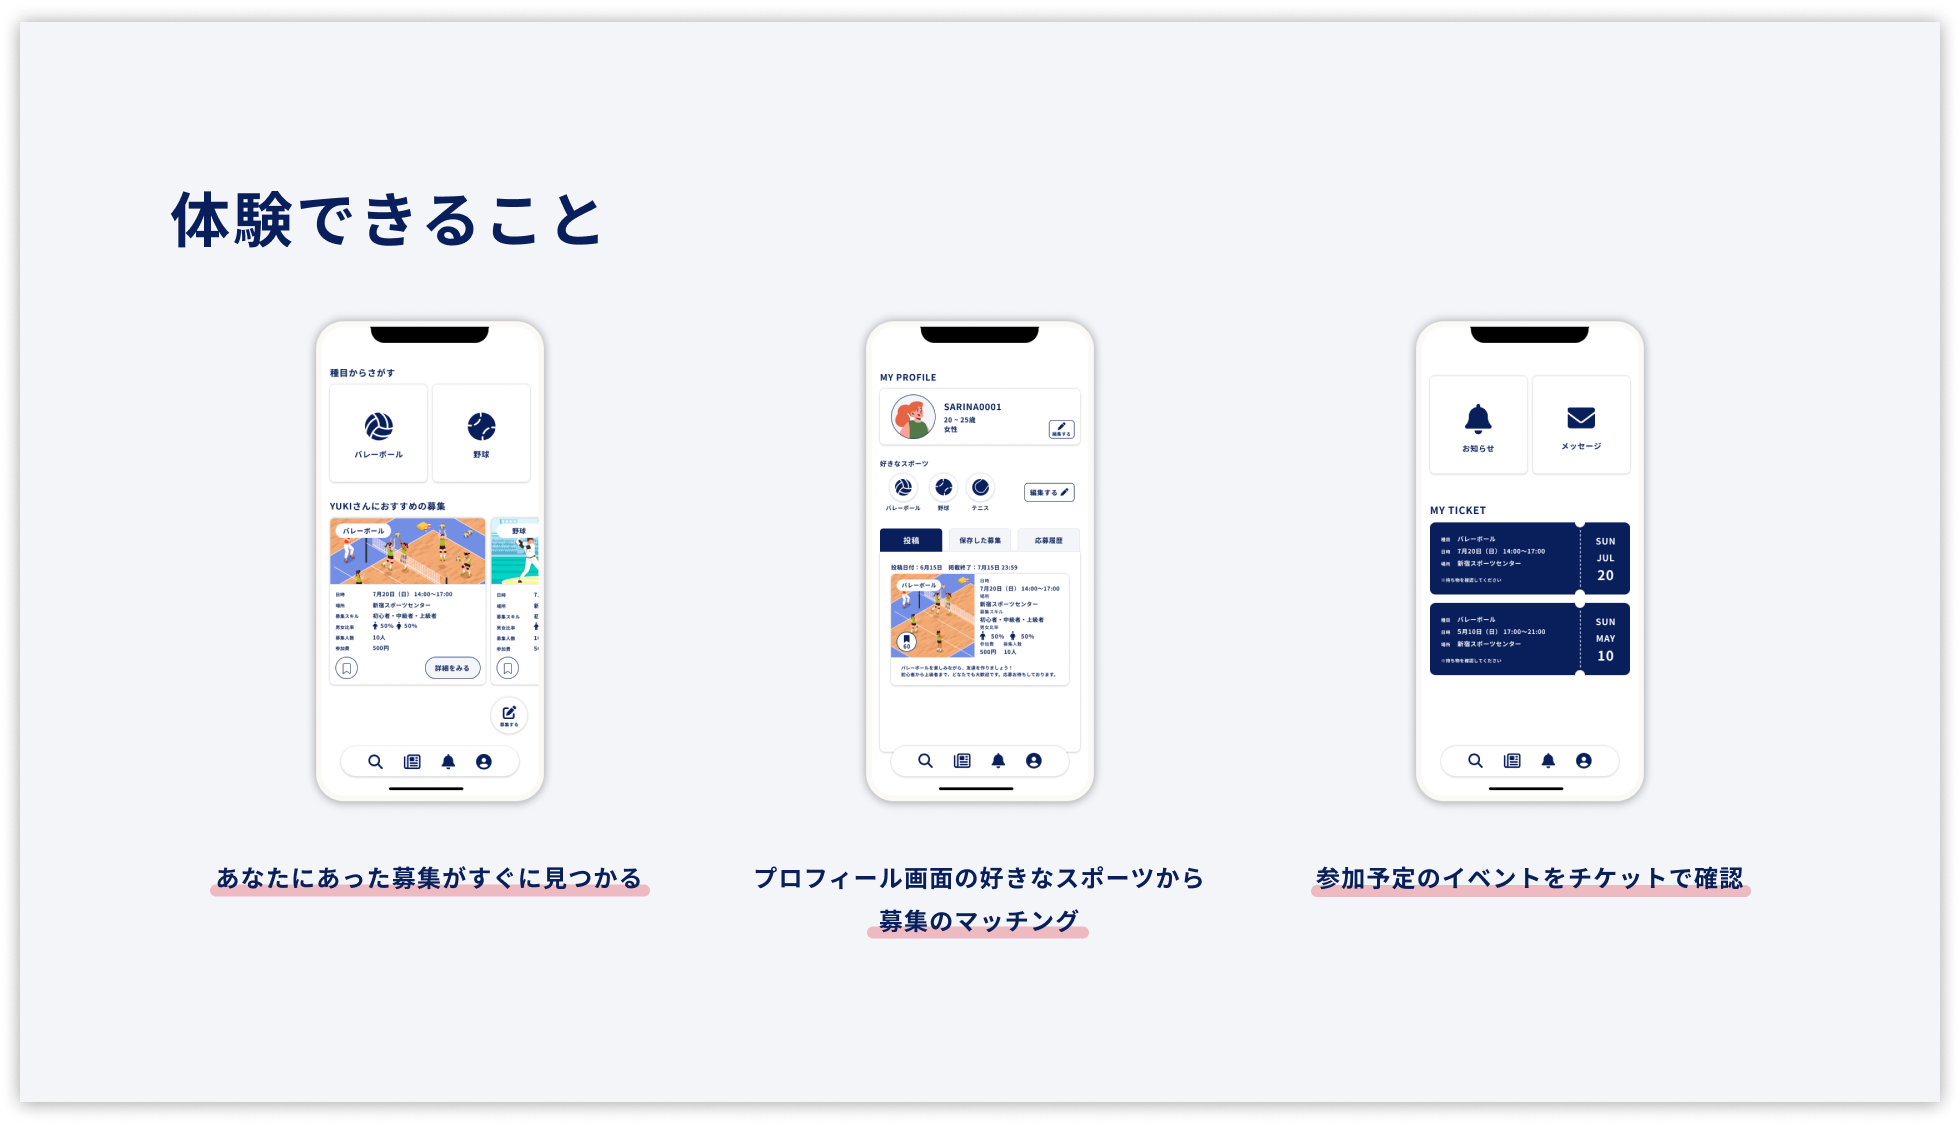 体験できること
種目からさがす
バレーボール
野球
YUKIさんにおすすめの募集
バレーボール
野球
日時 7月20日（日） 14:00〜17:00
場所 新宿スポーツセンター
募集スキル 初心者・中級者・上級者
男女比率 50% 50%
募集人数 10人
参加費 500円
詳細をみる
日時 7.
場所
募集スキル
男女比率
募集人数
参加費
募集する
あなたにあった募集がすぐに見つかる
MY PROFILE
SARINA0001
20 - 25歳
女性
編集する
好きなスポーツ
バレーボール 野球 テニス
編集する
投稿 保存した募集 応募履歴
投稿日付：6月15日 掲載終了：7月15日 23:59
バレーボール
60
日時
7月20日（日） 14:00〜17:00
場所
新宿スポーツセンター
募集スキル
初心者・中級者・上級者
男女比率
50% 50%
参加費 募集人数
500円 10人
バレーボールを楽しみながら、友達を作りましょう！
初心者から上級者まで、どなたでも大歓迎です。応募お待ちしております。
プロフィール画面の好きなスポーツから
募集のマッチング
お知らせ
メッセージ
MY TICKET
種目 バレーボール
日時 7月20日（日） 14:00〜17:00
場所 新宿スポーツセンター
※持ち物を確認してください
SUN
JUL
20
種目 バレーボール
日時 5月10日（日） 17:00〜21:00
場所 新宿スポーツセンター
※持ち物を確認してください
SUN
MAY
10
参加予定のイベントをチケットで確認